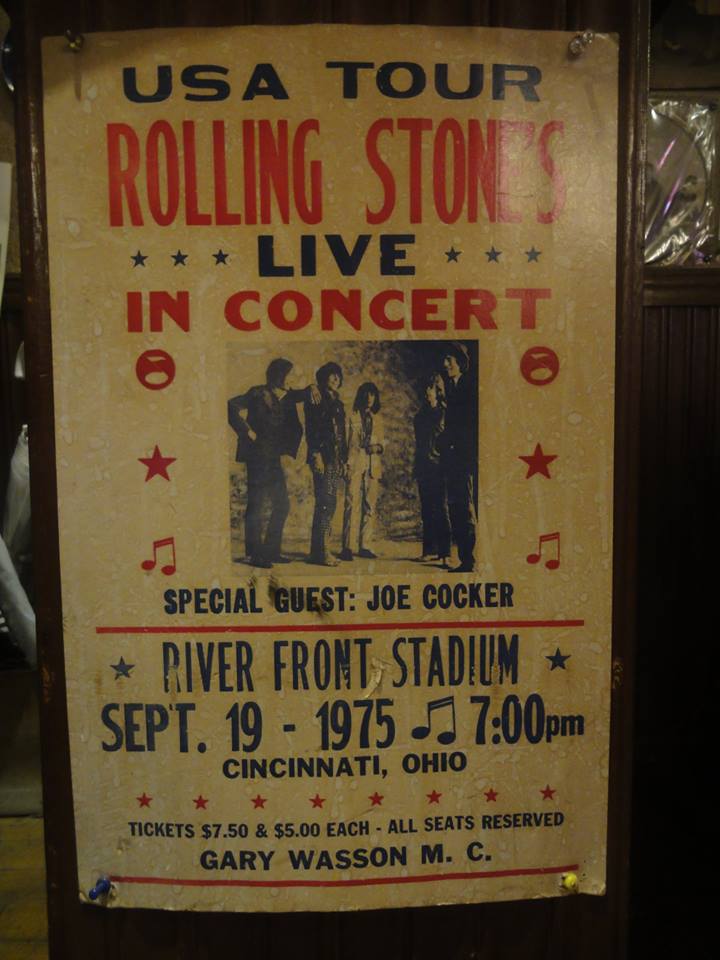 USA TOUR
ROLLING STONE'S
LIVE
IN CONCERT
SPECIAL GUEST: JOE COCKER
RIVER FRONT STADIUM
SEPT. 19 - 1975 7:00pm
CINCINNATI, OHIO
TICKETS $7.50 & $5.00 EACH - ALL SEATS RESERVED
GARY WASSON M. C.